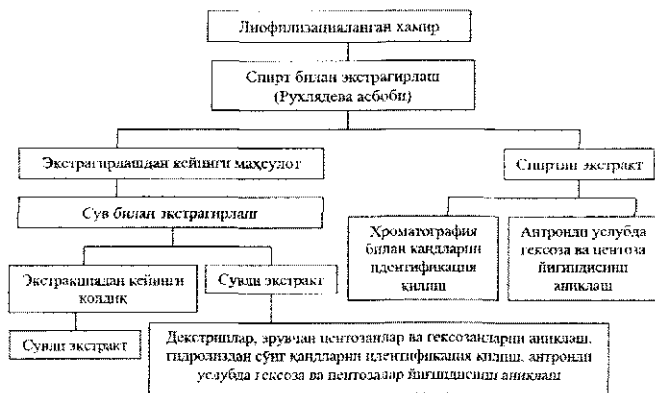 Лиофилизацияланган хамир
Спирт билан экстрагирлаш
(Рухлядева асбоби)
Экстрагирлашдан кейинги маҳсулот
Спиртли экстракт
Сув билан экстрагирлаш
Хроматография
билан қандларни
идентификация
қилиш
Антронли услубда
гексоза ва пентоза
йиғиндисини
аниқлаш
Экстракциядан кейинги
қолдиқ
Сувли экстракт
Сувли экстракт
Декстринлар, эрувчан пентозанлар ва гексозанларни аниқлаш,
гидролиздан сўнг қандларни идентификация қилиш, антронли
услубда гексоза ва пентозалар йиғиндисини аниқлаш